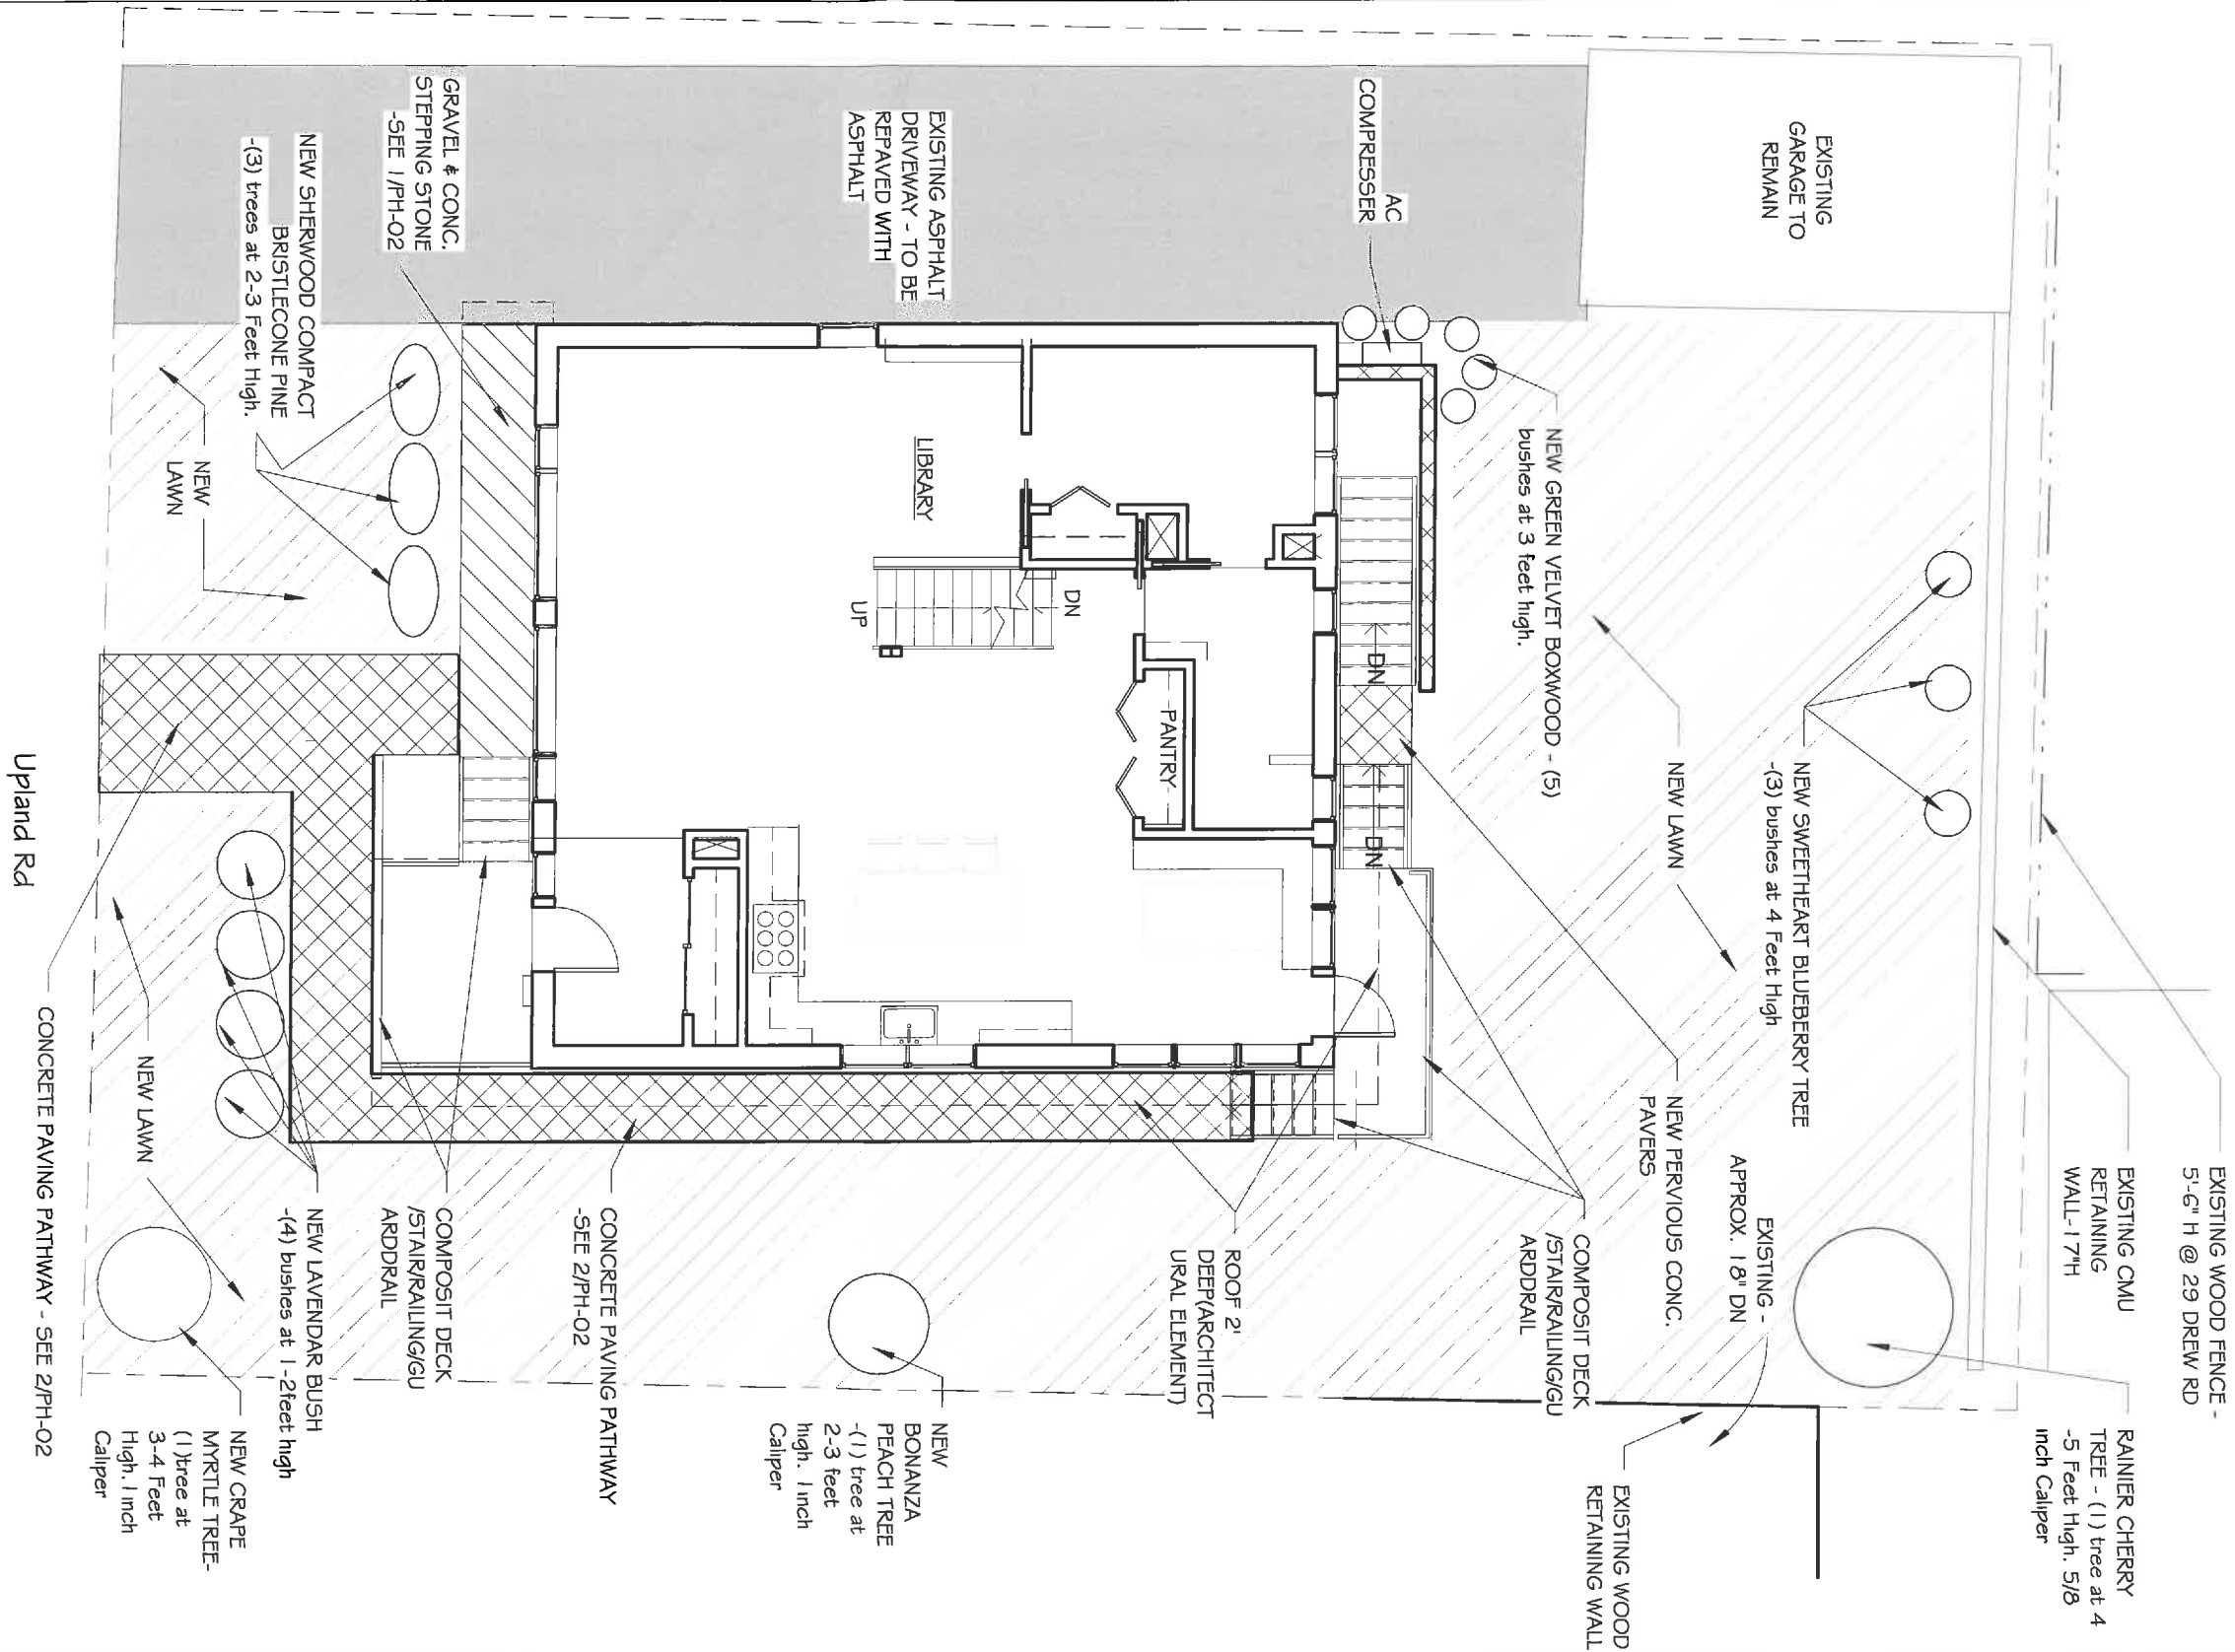 EXISTING WOOD FENCE -
5'-6" H @ 29 DREW RD
EXISTING CMU
RETAINING
WALL-17"H
RAINIER CHERRY
TREE - (1) tree at 4
-5 Feet High. 5/8
inch Caliper
EXISTING
GARAGE TO
REMAIN
NEW SWEETHEART BLUEBERRY TREE
-(3) bushes at 4 Feet High
EXISTING -
APPROX. 18" DN
NEW LAWN
NEW PERVIOUS CONC.
PAVERS
EXISTING WOOD
RETAINING WALL
NEW GREEN VELVET BOXWOOD - (5)
bushes at 3 feet high.
COMPOSIT DECK
/STAIR/RAILING/GU
ARDDRAIL
AC
COMPRESSER
DN
DN
ROOF 2'
DEEP(ARCHITECT
URAL ELEMENT)
PANTRY
DN
UP
LIBRARY
EXISTING ASPHALT
DRIVEWAY - TO BE
REPAVED WITH
ASPHALT
NEW
BONANZA
PEACH TREE
-(1) tree at
2-3 feet
high. 1 inch
Caliper
CONCRETE PAVING PATHWAY
-SEE 2/PH-02
GRAVEL & CONC.
STEPPING STONE
-SEE 1/PH-02
COMPOSIT DECK
/STAIR/RAILING/GU
ARDDRAIL
NEW SHERWOOD COMPACT
BRISTLECONE PINE
-(3) trees at 2-3 Feet High.
NEW LAVENDAR BUSH
-(4) bushes at 1-2feet high
NEW
LAWN
NEW LAWN
NEW CRAPE
MYRTLE TREE-
(1)tree at
3-4 Feet
High. 1 inch
Caliper
CONCRETE PAVING PATHWAY - SEE 2/PH-02
Upland Rd